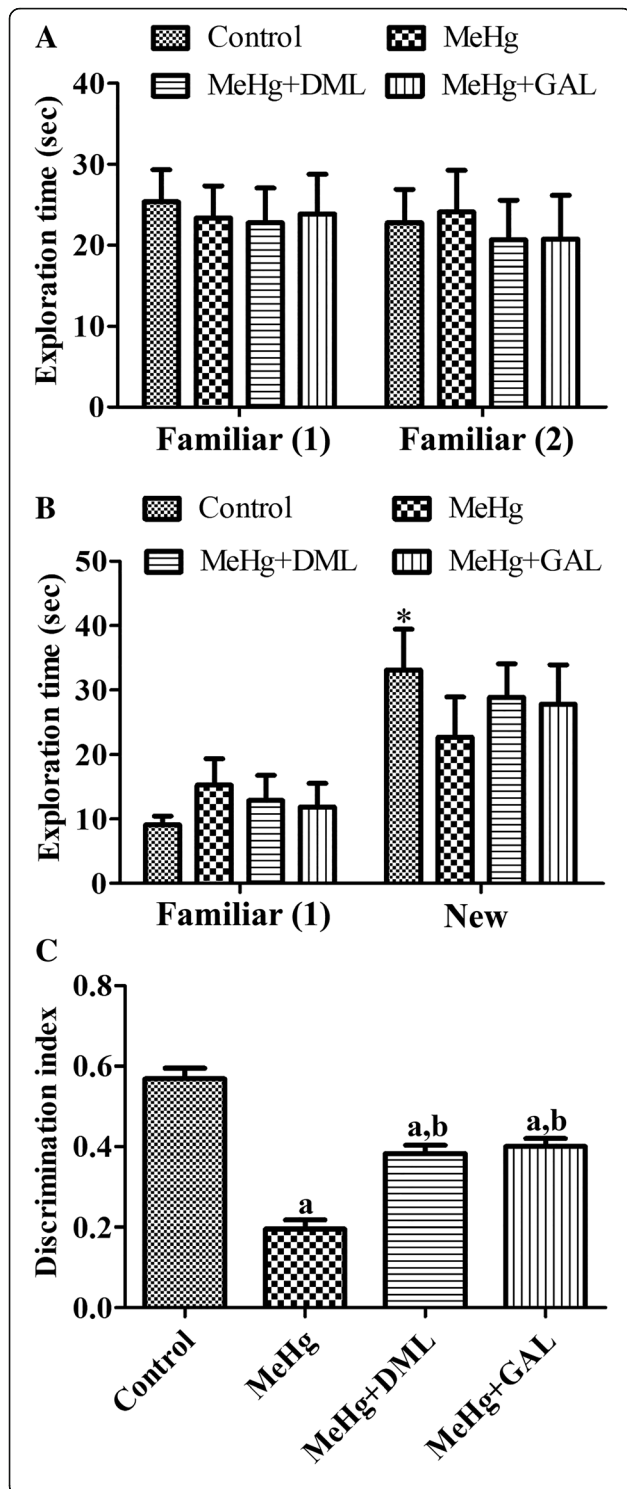 A
Control MeHg
MeHg+DML MeHg+GAL
Exploration time (sec)
40
30
20
10
0
Familiar (1) Familiar (2)
B
Control MeHg
MeHg+DML MeHg+GAL
Exploration time (sec)
50
40
30
20
10
0
*
Familiar (1) New
C
Discrimination index
0.8
0.6
0.4
0.2
0.0
a
a,b
a,b
Control
MeHg
MeHg+DML
MeHg+GAL